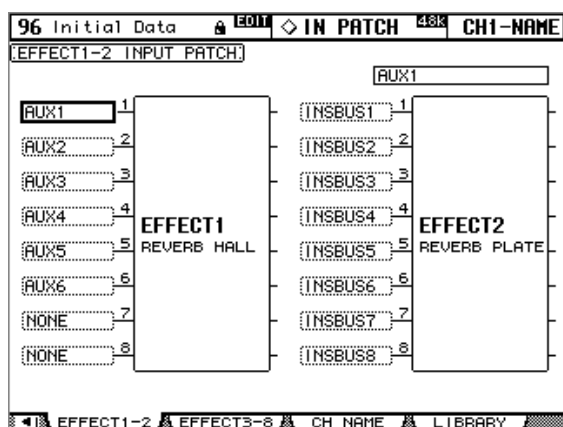 96 Initial Data EDIT IN PATCH 48K CH1-NAME
EFFECT1-2 INPUT PATCH
AUX1
AUX1 1
AUX2 2
AUX3 3
AUX4 4
AUX5 5
AUX6 6
NONE 7
NONE 8
EFFECT1
REVERB HALL
INSBUS1 1
INSBUS2 2
INSBUS3 3
INSBUS4 4
INSBUS5 5
INSBUS6 6
INSBUS7 7
INSBUS8 8
EFFECT2
REVERB PLATE
EFFECT1-2 EFFECT3-8 CH NAME LIBRARY